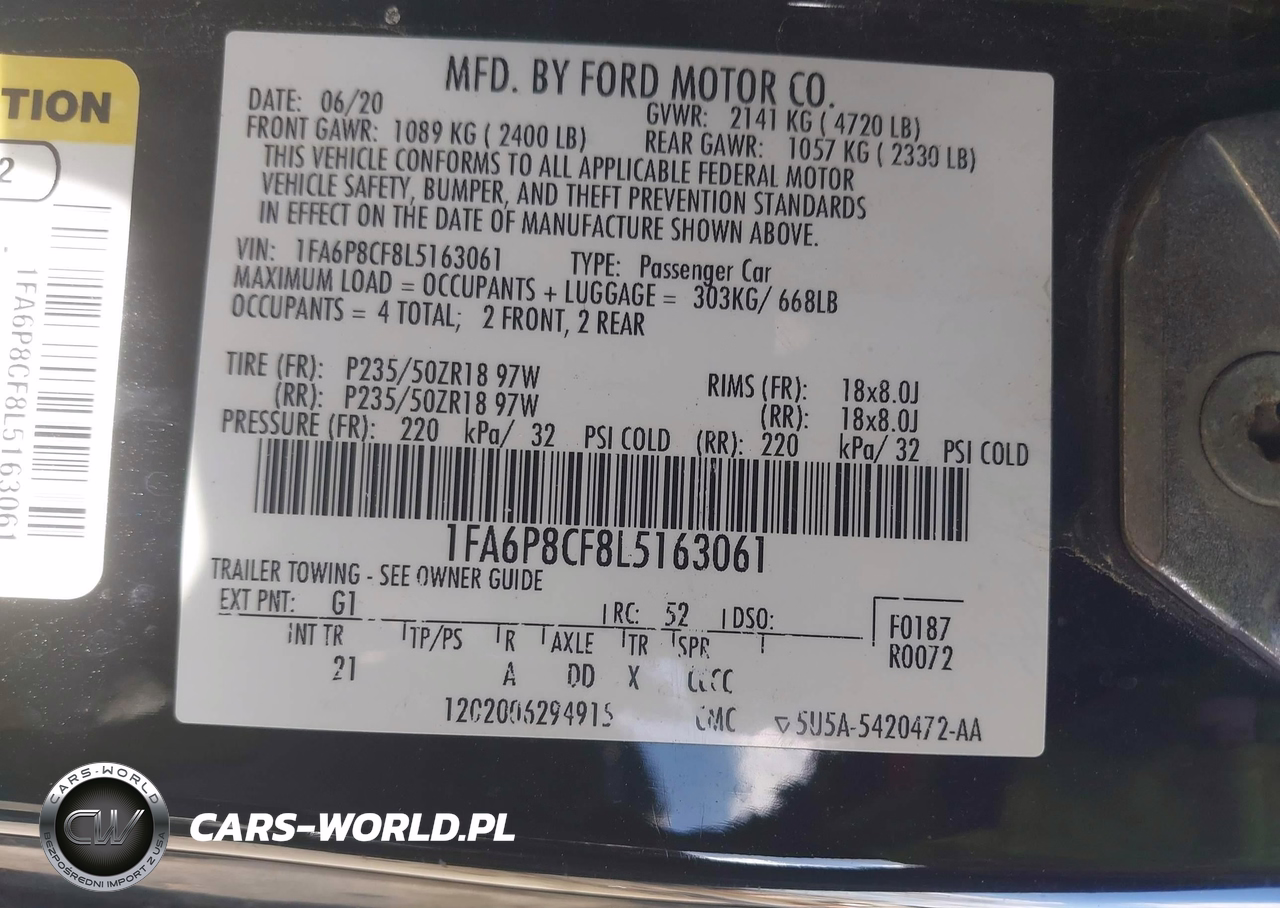 TION
2
1FA6P8CF8L5163061
MFD. BY FORD MOTOR CO.
DATE: 06/20 GVWR: 2141 KG ( 4720 LB)
FRONT GAWR: 1089 KG ( 2400 LB) REAR GAWR: 1057 KG ( 2330 LB)
THIS VEHICLE CONFORMS TO ALL APPLICABLE FEDERAL MOTOR
VEHICLE SAFETY, BUMPER, AND THEFT PREVENTION STANDARDS
IN EFFECT ON THE DATE OF MANUFACTURE SHOWN ABOVE.
VIN: 1FA6P8CF8L5163061 TYPE: Passenger Car
MAXIMUM LOAD = OCCUPANTS + LUGGAGE = 303KG/ 668LB
OCCUPANTS = 4 TOTAL; 2 FRONT, 2 REAR
TIRE (FR): P235/50ZR18 97W RIMS (FR): 18x8.0J
(RR): P235/50ZR18 97W (RR): 18x8.0J
PRESSURE (FR): 220 kPa/ 32 PSI COLD (RR): 220 kPa/ 32 PSI COLD
1FA6P8CF8L5163061
TRAILER TOWING - SEE OWNER GUIDE
EXT PNT: G1 RC: 52 DSO: F0187
INT TR TP/PS R AXLE TR SPR R0072
21 A DD X CCCC
▽5U5A-5420472-AA
CARS-WORLD
CW
BEZPOŚREDNI IMPORT Z USA
CARS-WORLD.PL